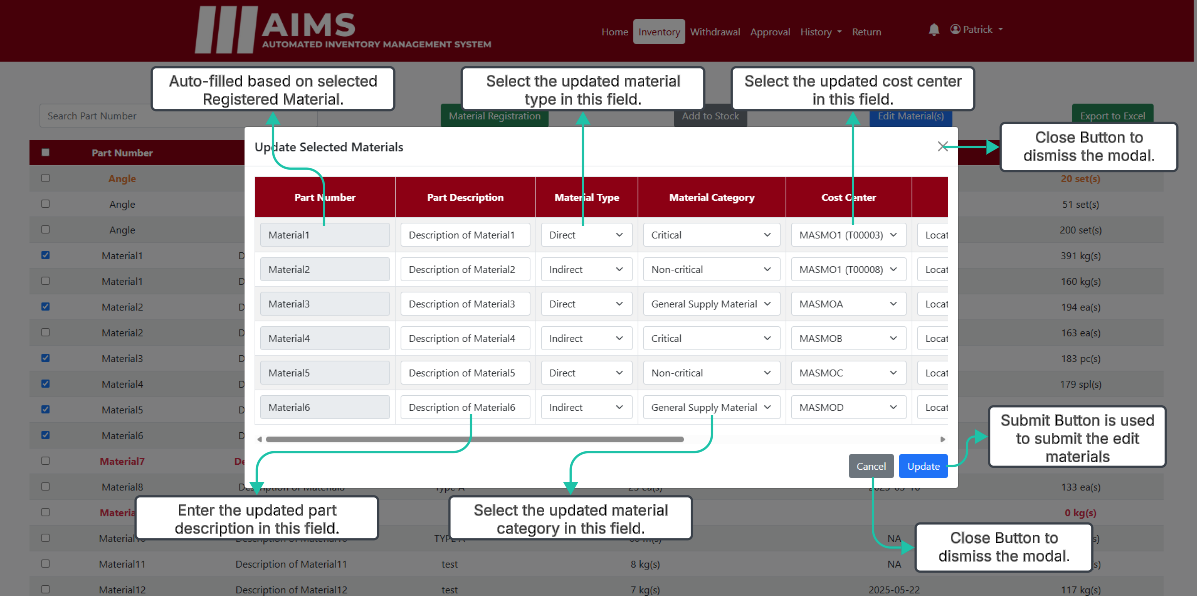 AIMS
AUTOMATED INVENTORY MANAGEMENT SYSTEM
Home Inventory Withdrawal Approval History Return Patrick
Auto-filled based on selected
Registered Material.
Select the updated material
type in this field.
Select the updated cost center
in this field.
Search Part Number Material Registration Add to Stock Edit Material(s) Export to Excel
Close Button to
dismiss the modal.
Update Selected Materials
Part Number
Part Number Part Description Material Type Material Category Cost Center
Angle 20 set(s)
Angle 51 set(s)
Angle 200 set(s)
Material1 Description of Material1 Direct Critical MASMO1 (T00003) Locat
Material1 391 kg(s)
Material2 Description of Material2 Indirect Non-critical MASMO1 (T00008) Locat
Material1 160 kg(s)
Material3 Description of Material3 Direct General Supply Material MASMOA Locat
Material2 194 ea(s)
Material2 163 ea(s)
Material4 Description of Material4 Indirect Critical MASMOB Locat
Material3 183 pc(s)
Material5 Description of Material5 Direct Non-critical MASMOC Locat
Material4 179 spl(s)
Material6 Description of Material6 Indirect General Supply Material MASMOD Locat
Material5
Material6
Submit Button is used
to submit the edit
materials
Cancel Update
Material7
Material8 133 ea(s)
Enter the updated part
description in this field.
Select the updated material
category in this field.
0 kg(s)
NA
Close Button to
dismiss the modal.
Material11 Description of Material11 test 8 kg(s) NA
Material12 Description of Material12 test 7 kg(s) 2025-05-22 117 kg(s)